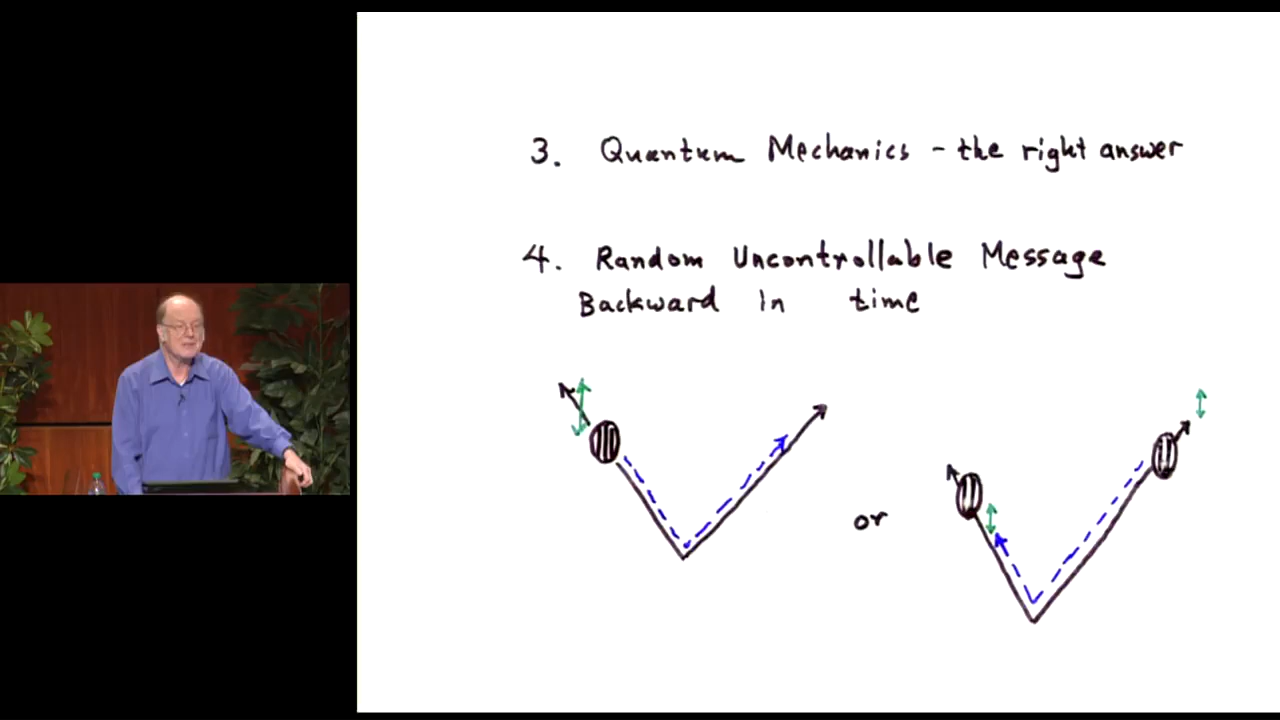 3. Quantum Mechanics - the right answer
4. Random Uncontrollable Message
Backward in time
or